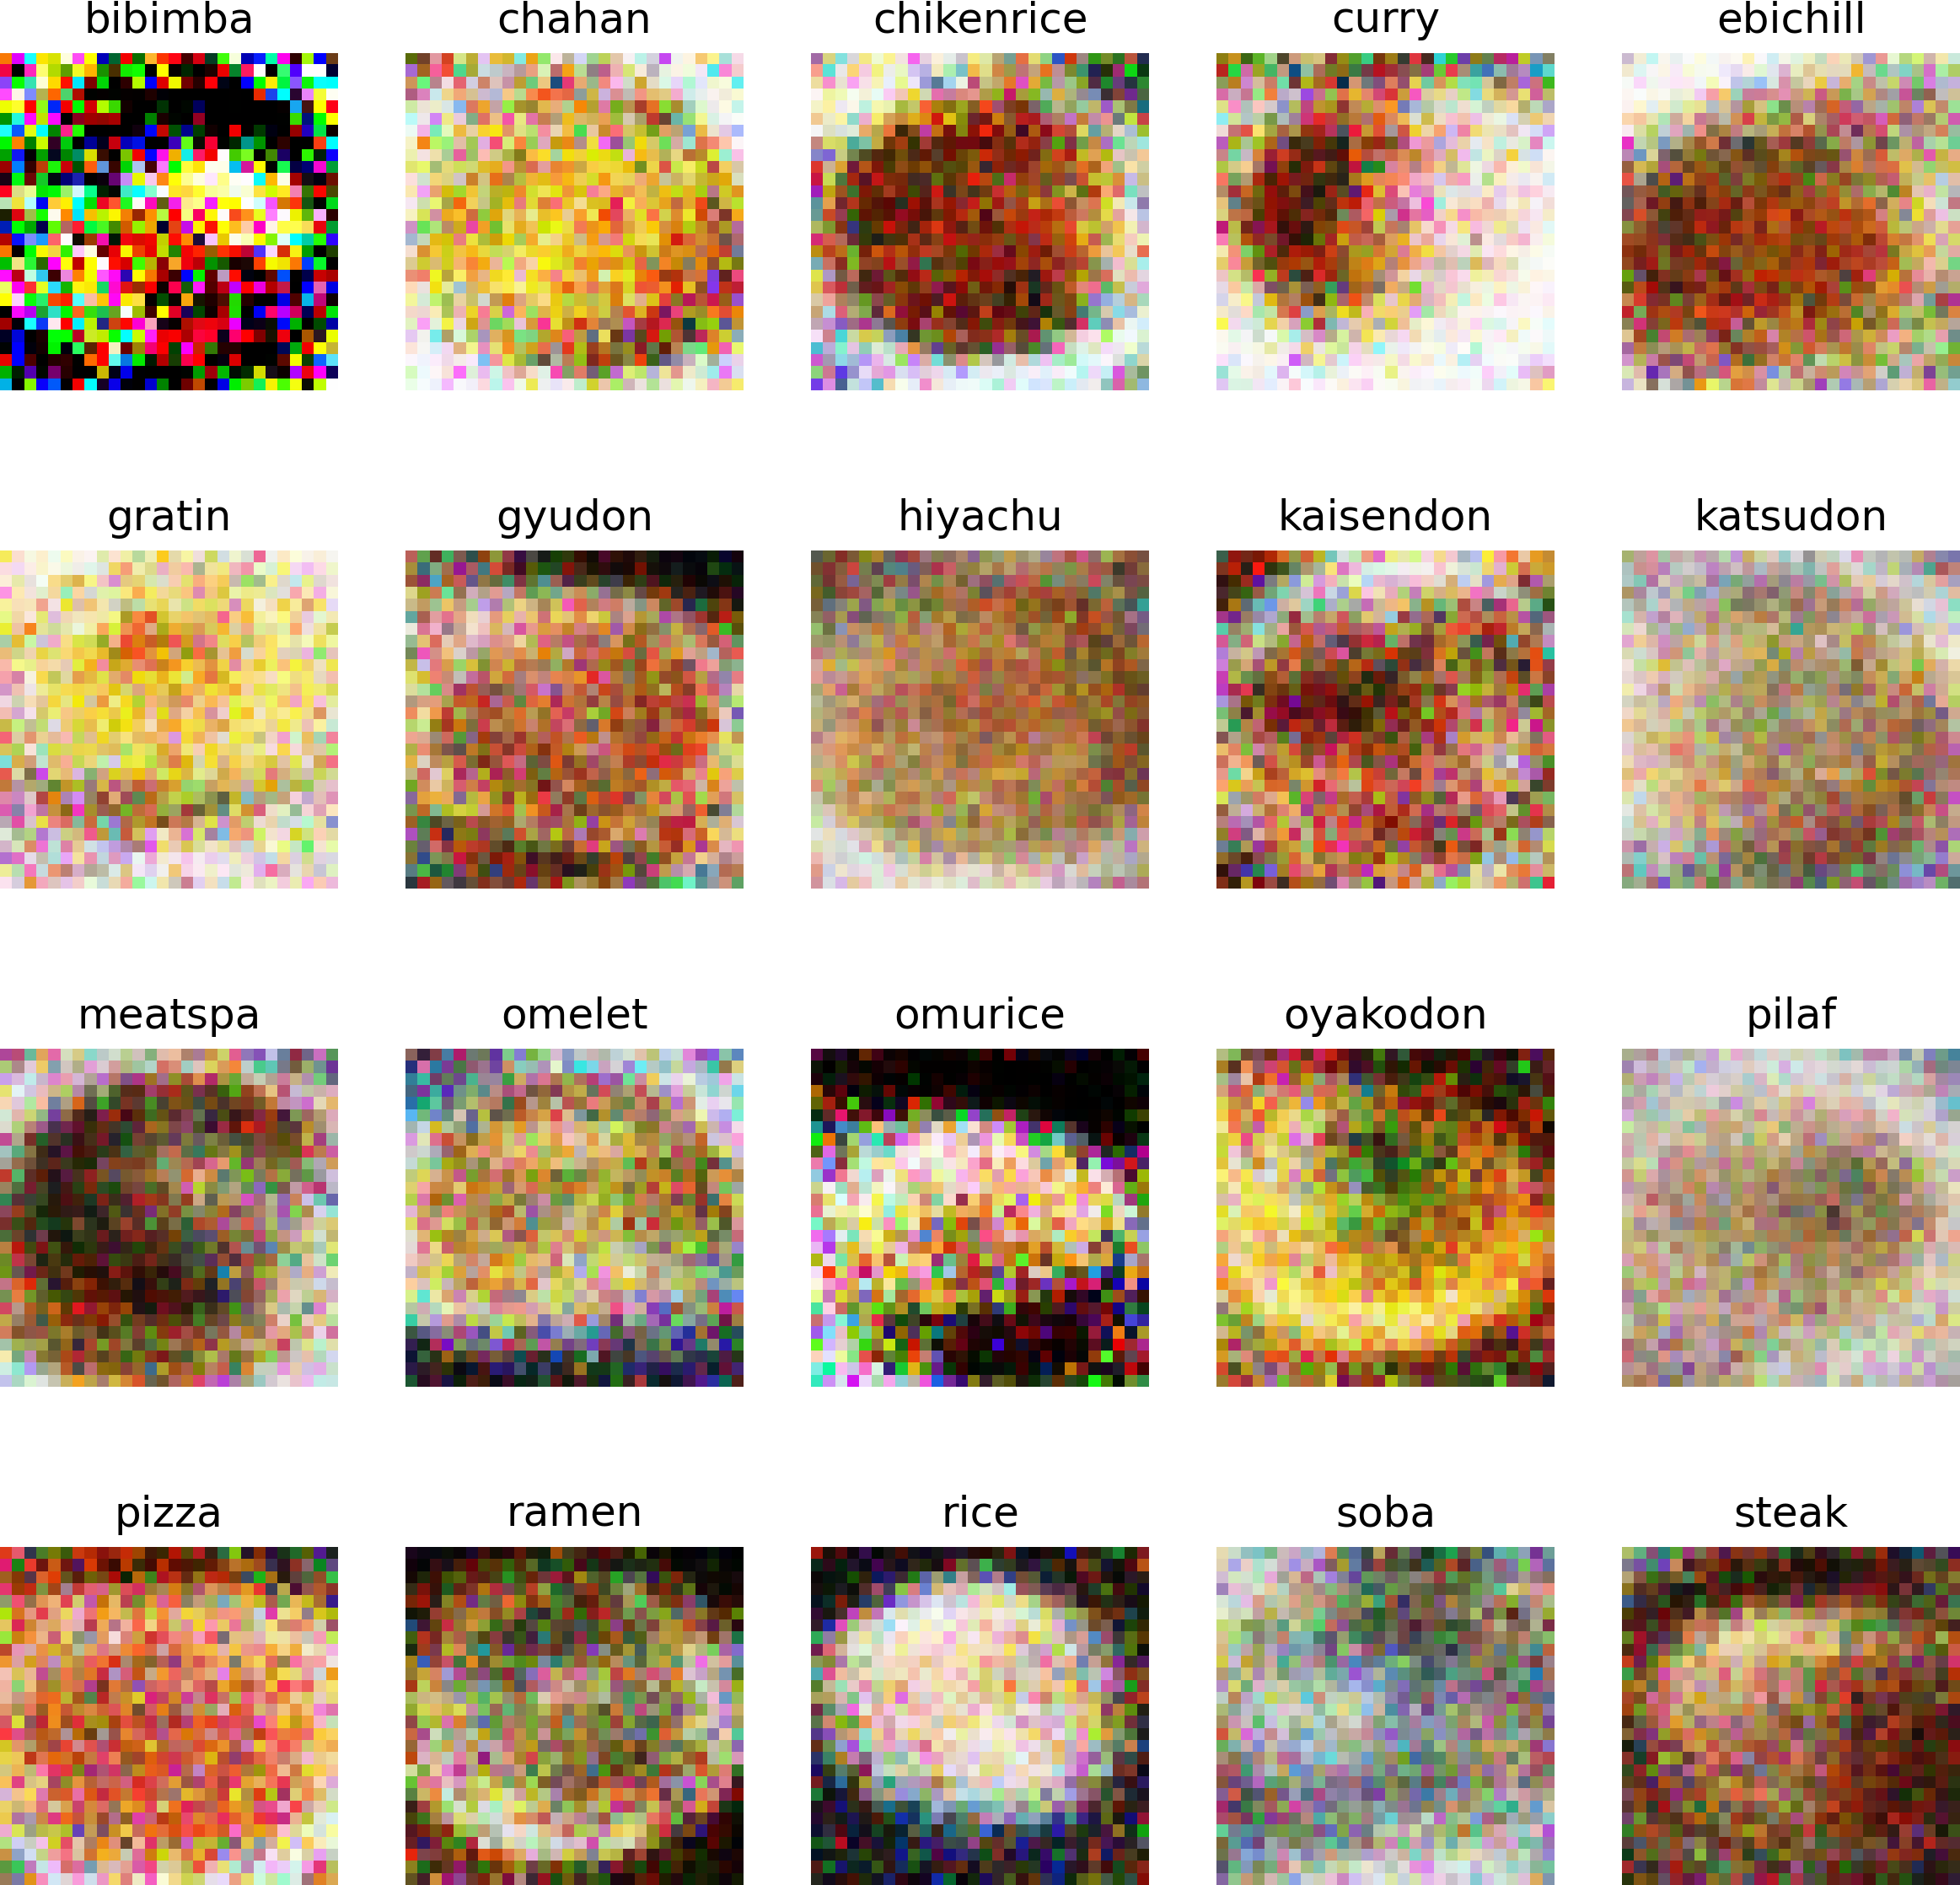 bibimba chahan chikenrice curry ebichill
gratin gyudon hiyachu kaisendon katsudon
meatspa omelet omurice oyakodon pilaf
pizza ramen rice soba steak